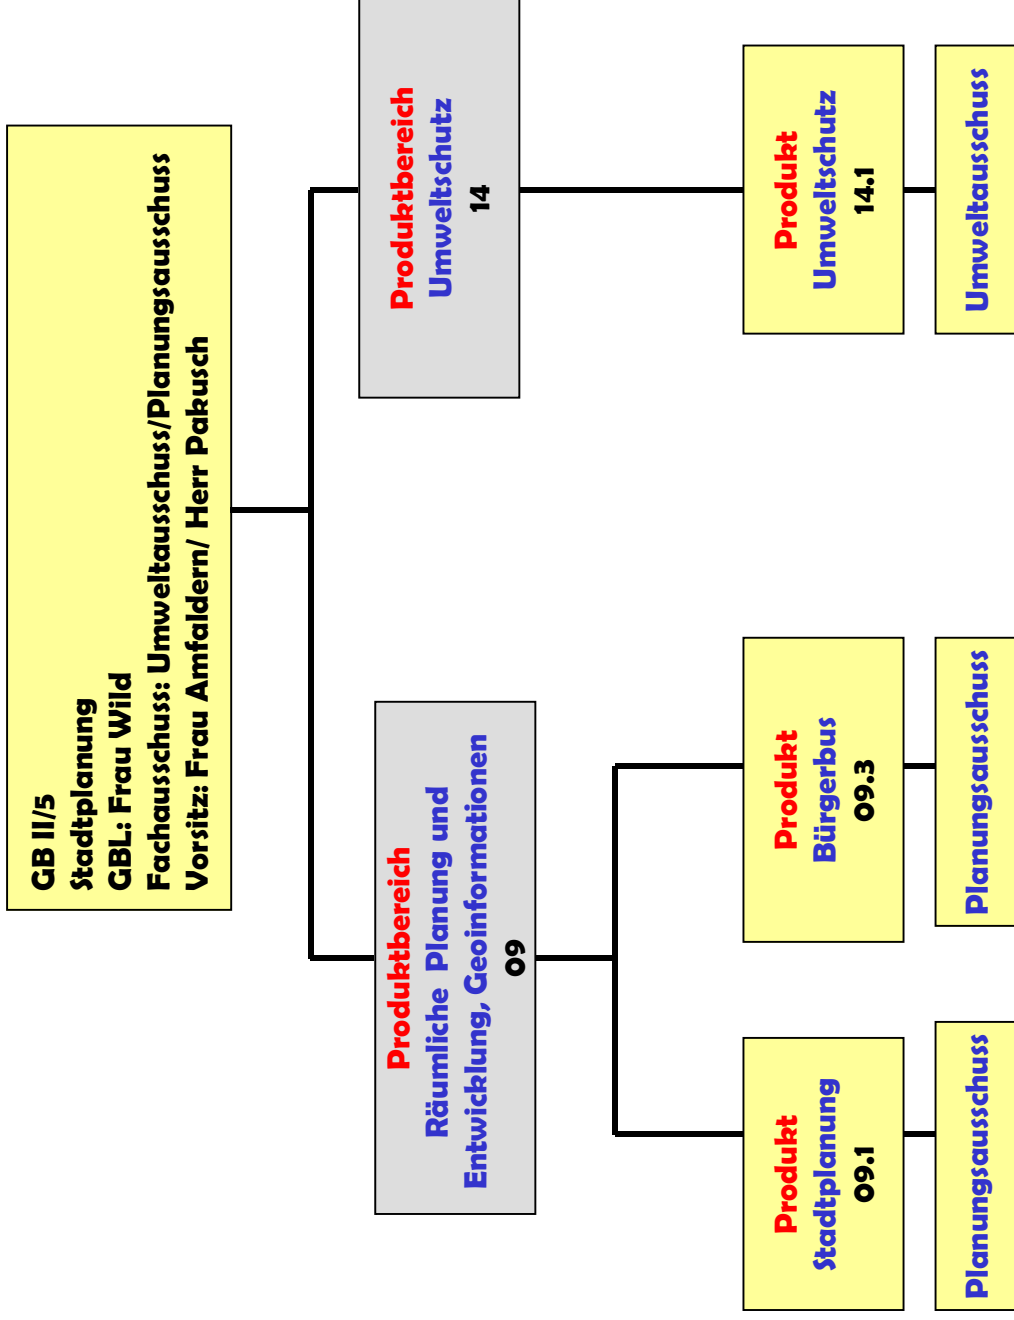 GB II/5
Stadtplanung
GBL: Frau Wild
Fachausschuss: Umweltausschuss/Planungsausschuss
Vorsitz: Frau Amfaldern/ Herr Pakusch
Produktbereich
Räumliche Planung und
Entwicklung, Geoinformationen
09
Produktbereich
Umweltschutz
14
Produkt
Stadtplanung
09.1
Produkt
Bürgerbus
09.3
Produkt
Umweltschutz
14.1
Planungsausschuss
Planungsausschuss
Umweltausschuss